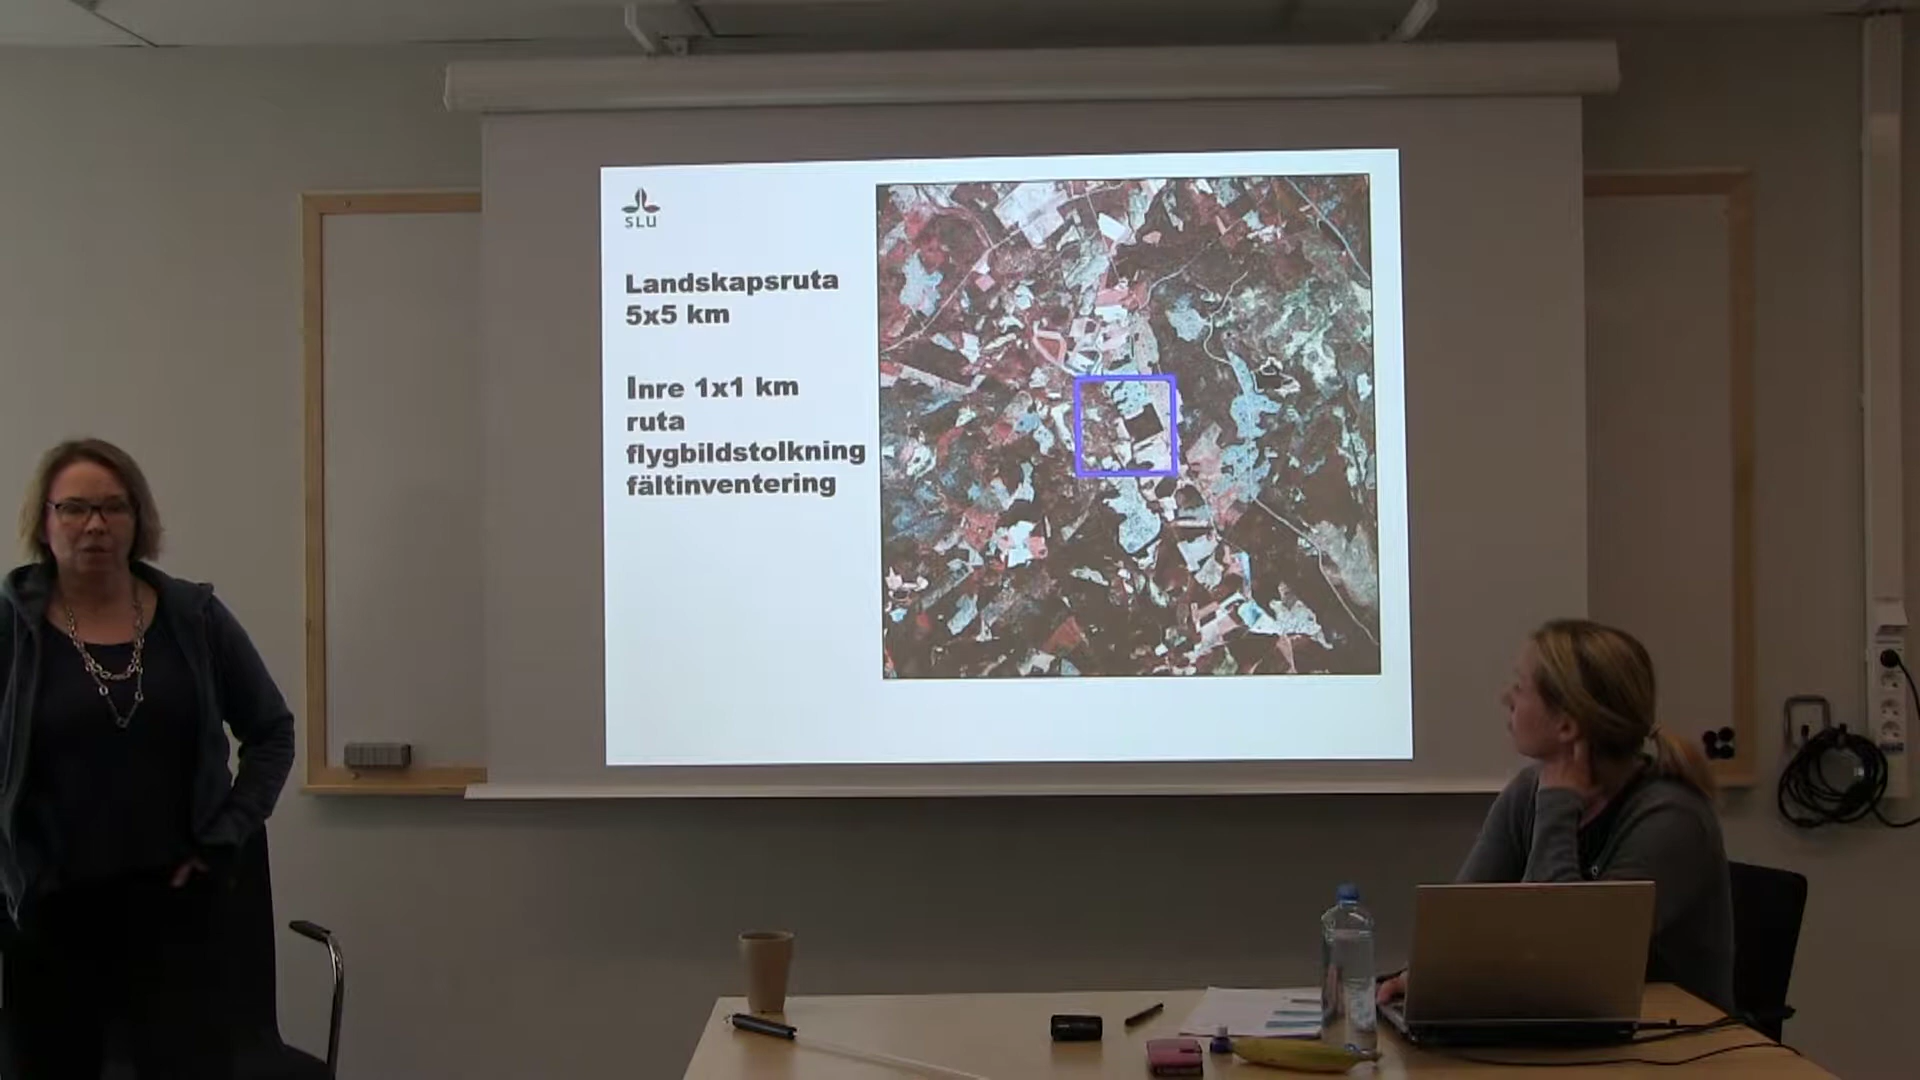 SLU
Landskapsruta
5x5 km
Inre 1x1 km
ruta
flygbildstolkning
fältinventering